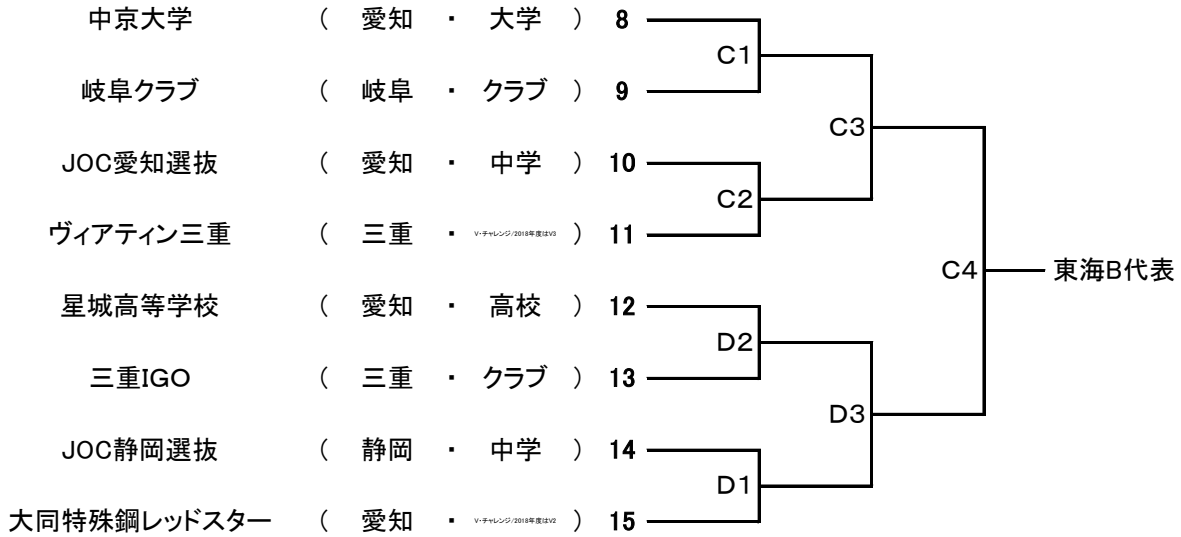 中京大学 ( 愛知 ・ 大学 ) 8
C1
岐阜クラブ ( 岐阜 ・ クラブ ) 9
C3
JOC愛知選抜 ( 愛知 ・ 中学 ) 10
C2
ヴィアティン三重 ( 三重 ・ V・チャレンジ/2018年度はV3 ) 11
C4 東海B代表
星城高等学校 ( 愛知 ・ 高校 ) 12
D2
三重IGO ( 三重 ・ クラブ ) 13
D3
JOC静岡選抜 ( 静岡 ・ 中学 ) 14
D1
大同特殊鋼レッドスター ( 愛知 ・ V・チャレンジ/2018年度はV2 ) 15